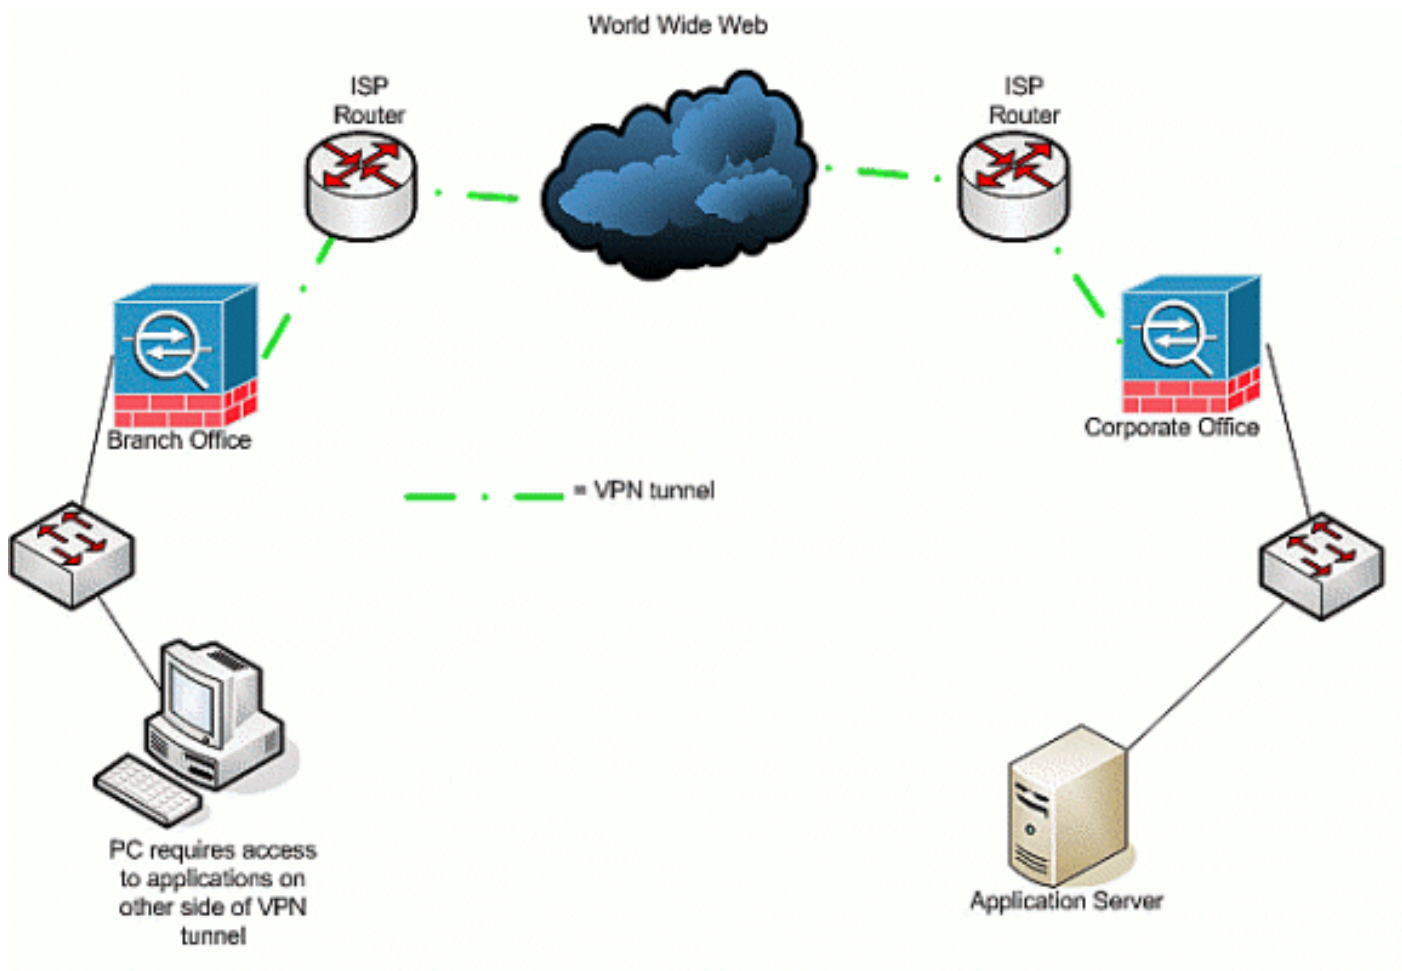 World Wide Web
ISP
Router
ISP
Router
Branch Office
Corporate Office
= VPN tunnel
PC requires access
to applications on
other side of VPN
tunnel
Application Server